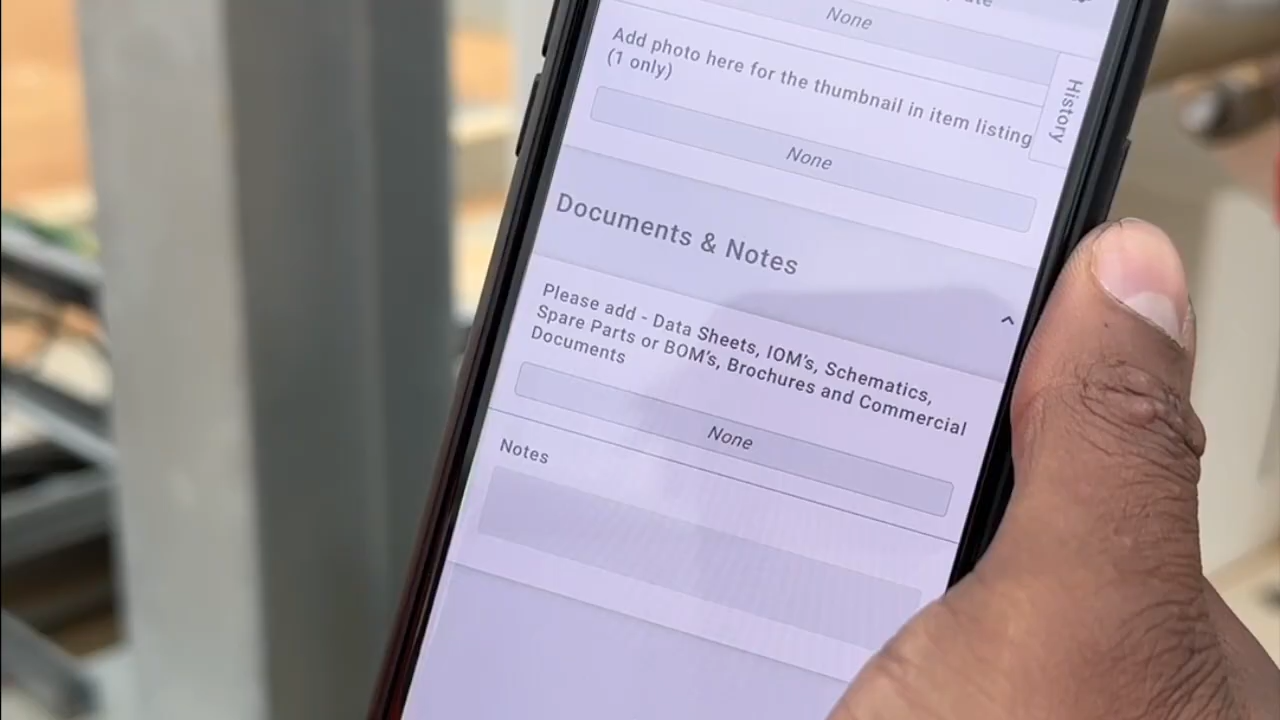 None
Add photo here for the thumbnail in item listing
(1 only)
History
None
Documents & Notes
Please add - Data Sheets, IOM's, Schematics,
Spare Parts or BOM's, Brochures and Commercial
Documents
None
Notes